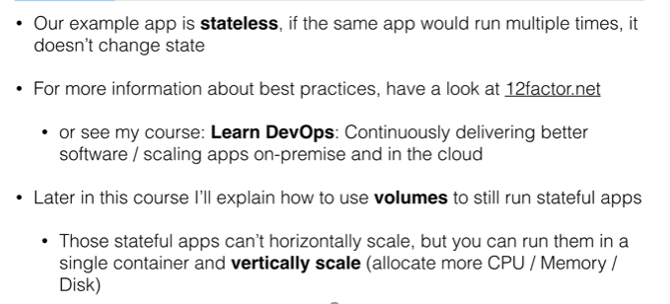 • Our example app is stateless, if the same app would run multiple times, it
doesn't change state
• For more information about best practices, have a look at 12factor.net
• or see my course: Learn DevOps: Continuously delivering better
software / scaling apps on-premise and in the cloud
• Later in this course I'll explain how to use volumes to still run stateful apps
• Those stateful apps can't horizontally scale, but you can run them in a
single container and vertically scale (allocate more CPU / Memory /
Disk)